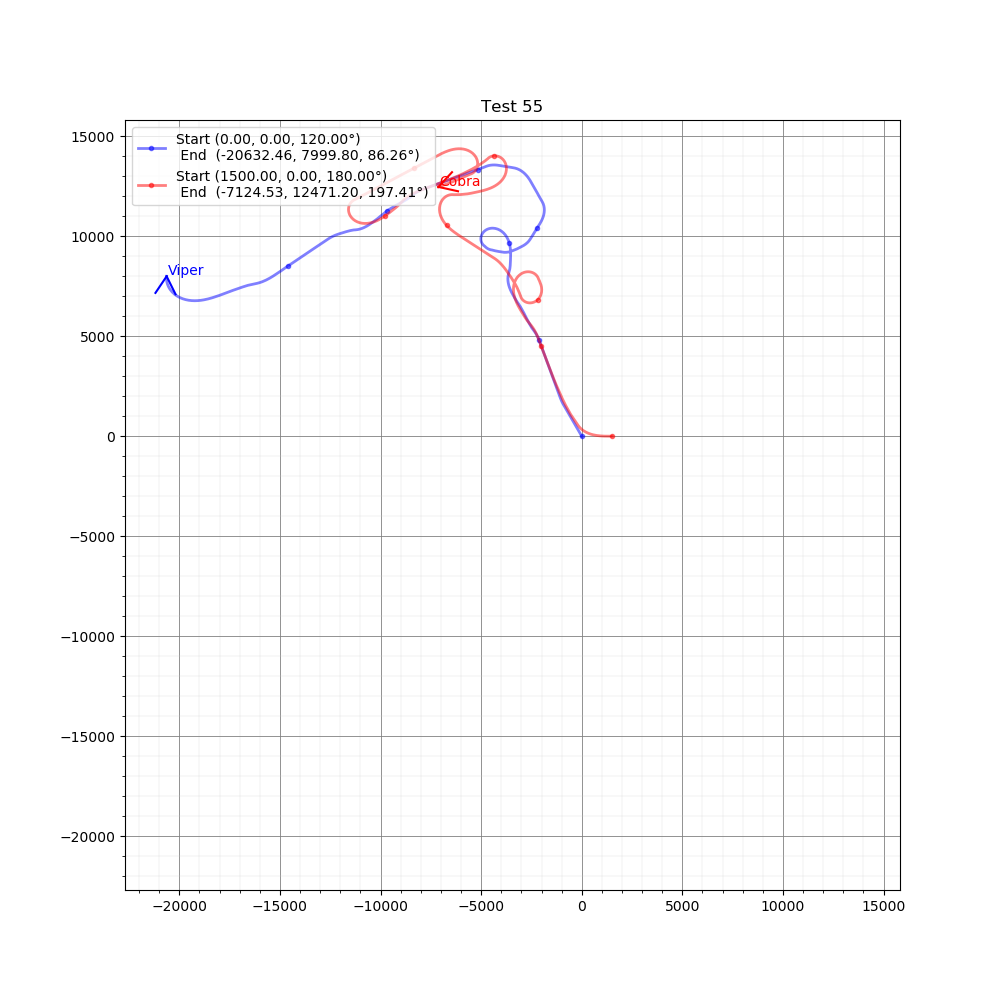 Test 55
Start (0.00, 0.00, 120.00°)
End (-20632.46, 7999.80, 86.26°)
Start (1500.00, 0.00, 180.00°)
End (-7124.53, 12471.20, 197.41°)
Cobra
Viper
15000
10000
5000
0
−5000
−10000
−15000
−20000
−20000 −15000 −10000 −5000 0 5000 10000 15000